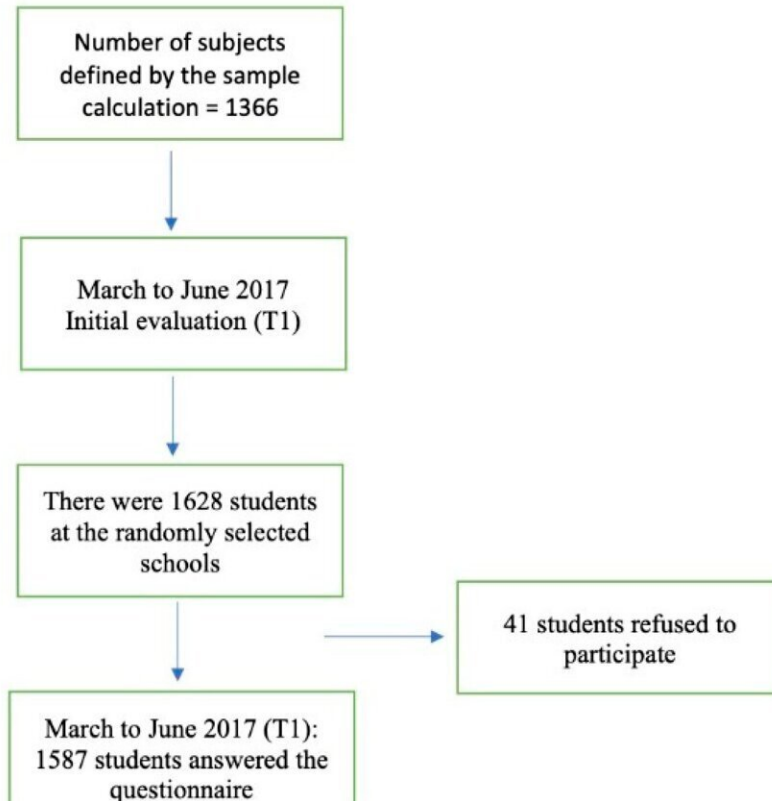 Number of subjects
defined by the sample
calculation = 1366
March to June 2017
Initial evaluation (T1)
There were 1628 students
at the randomly selected
schools
41 students refused to
participate
March to June 2017 (T1):
1587 students answered the
questionnaire